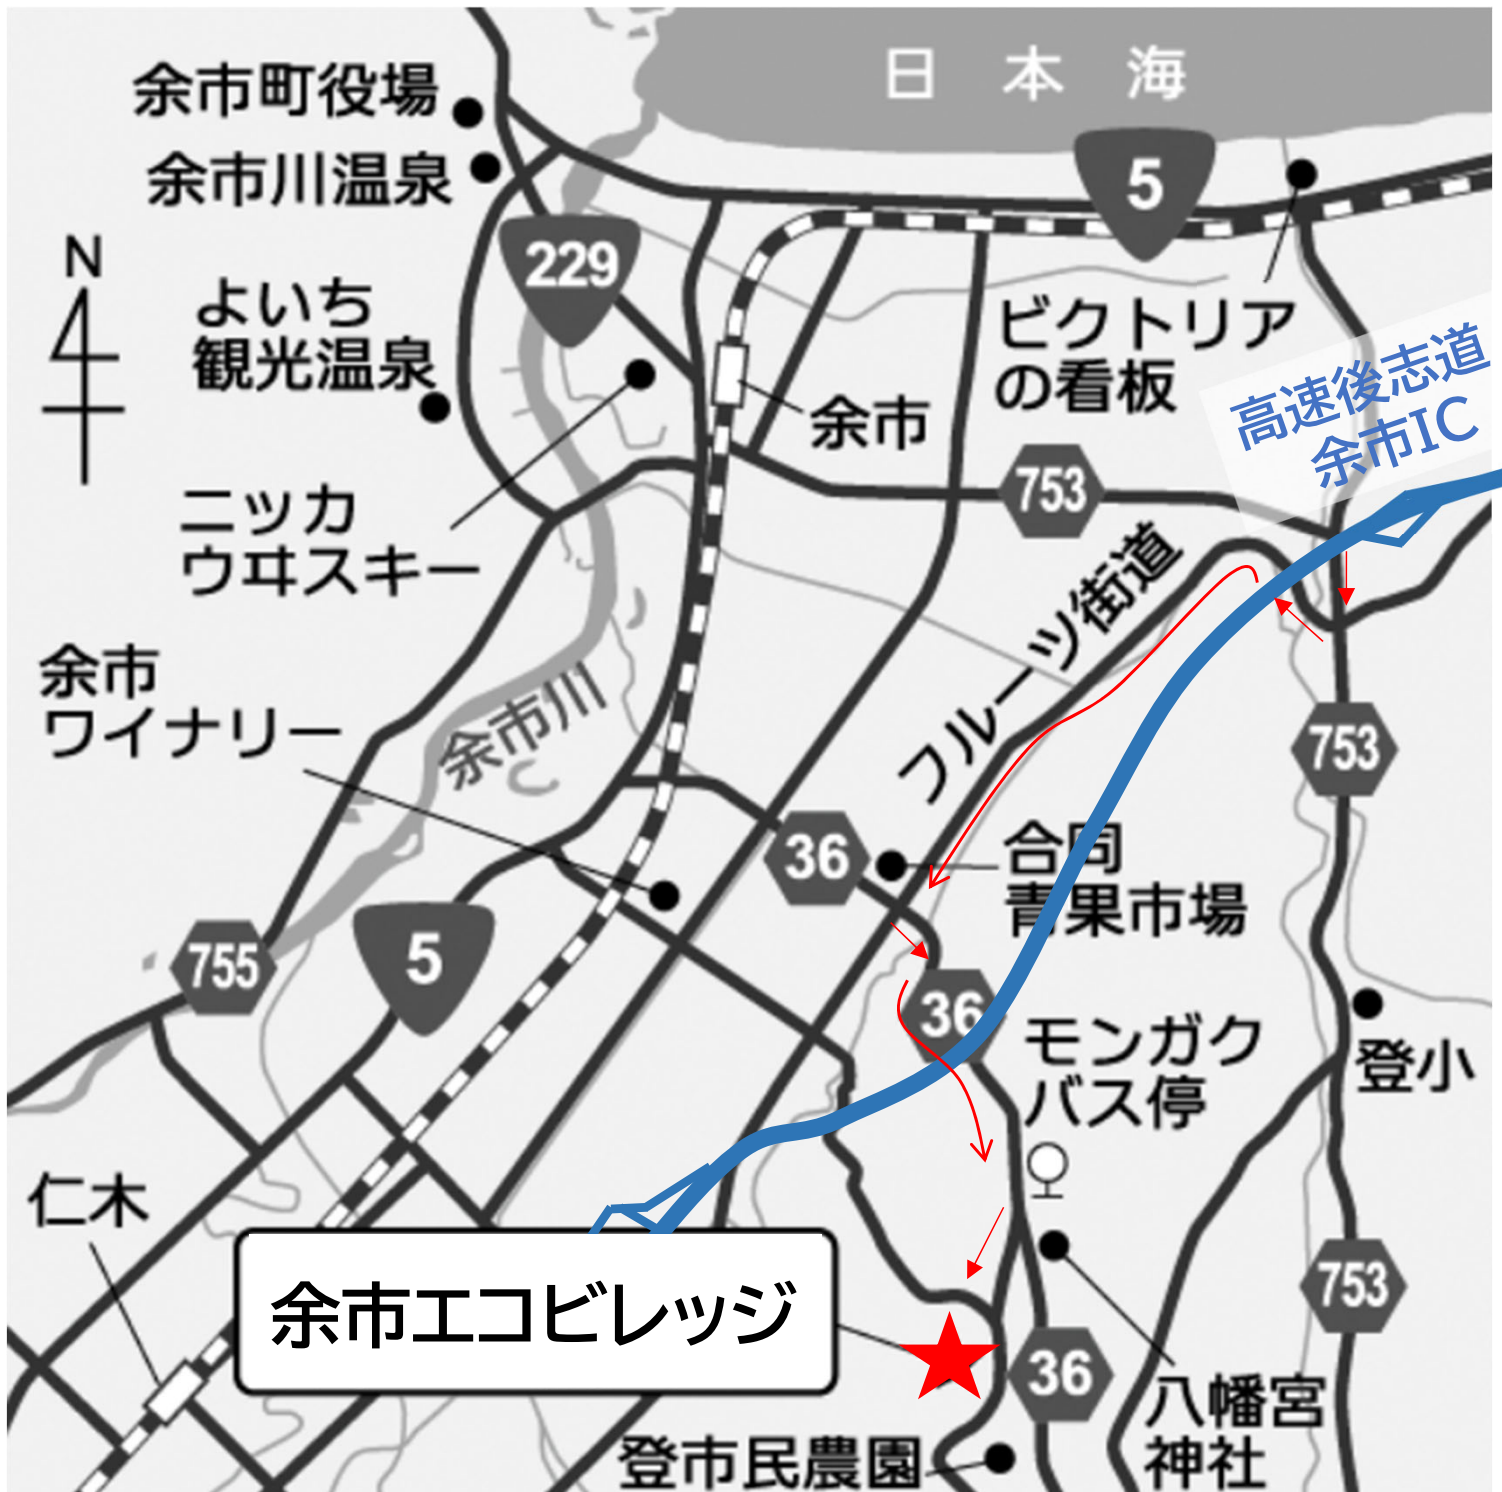 日本海
余市町役場
余市川温泉
5
N
229
よいち
観光温泉
ビクトリア
の看板
高速後志道
余市IC
余市
ニッカ
ウヰスキー
753
フルーツ街道
余市
ワイナリー
余市川
753
36
合同
青果市場
755
5
36
モンガク
バス停
登小
仁木
余市エコビレッジ
753
36
八幡宮
神社
登市民農園